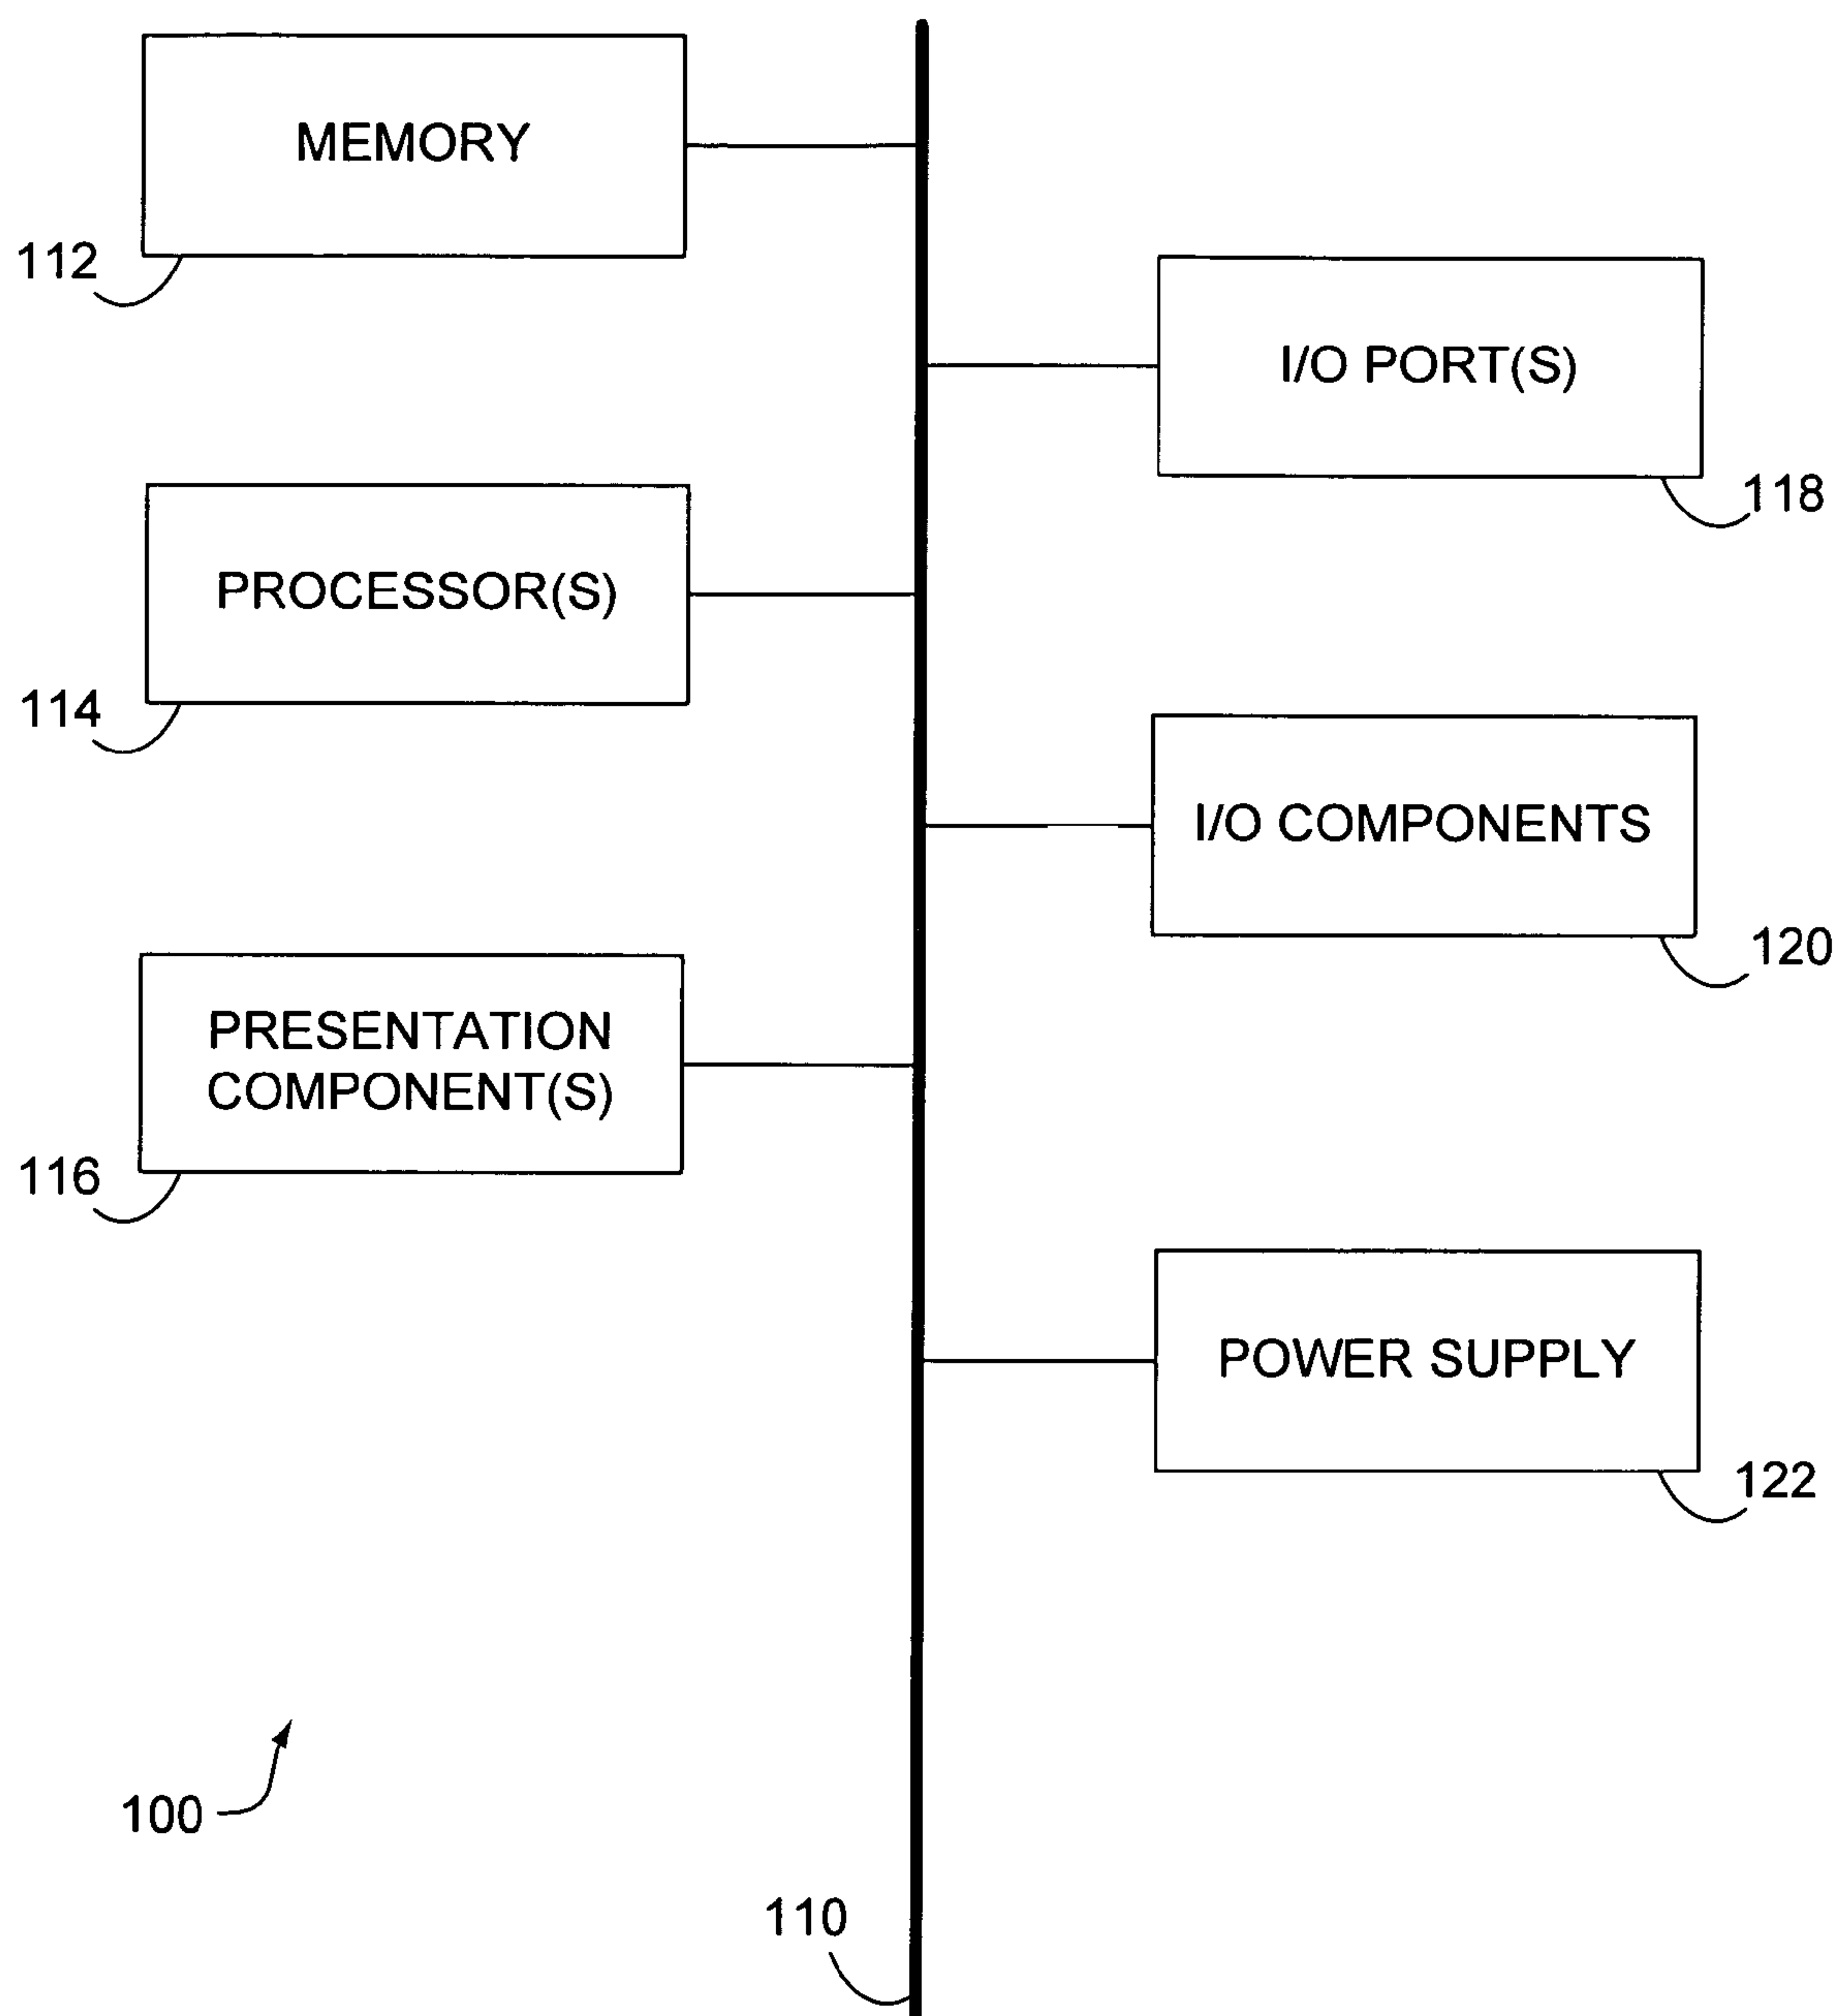 MEMORY
112
I/O PORT(S)
118
PROCESSOR(S)
114
I/O COMPONENTS
120
PRESENTATION
COMPONENT(S)
116
POWER SUPPLY
122
100
110